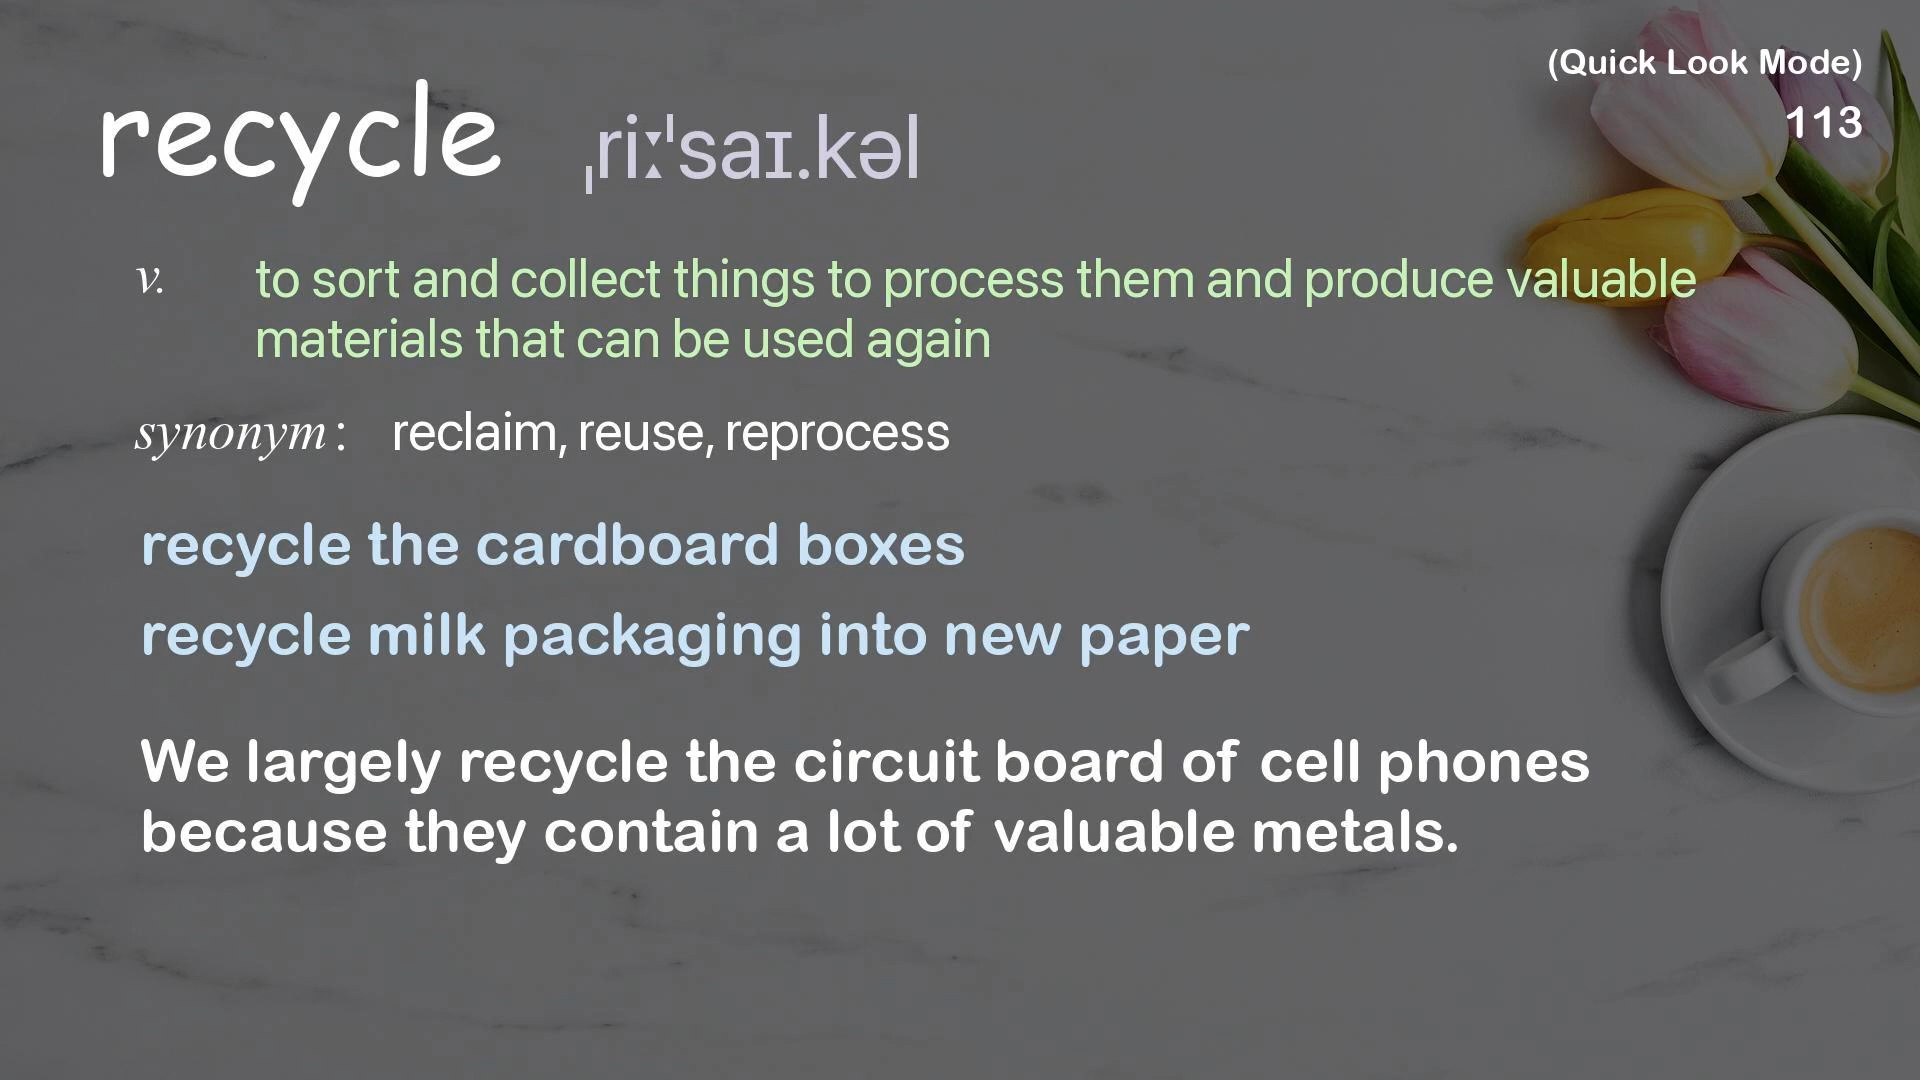 (Quick Look Mode)
113
recycle ˌriːˈsaɪ.kəl
v. to sort and collect things to process them and produce valuable
materials that can be used again
synonym : reclaim, reuse, reprocess
recycle the cardboard boxes
recycle milk packaging into new paper
We largely recycle the circuit board of cell phones
because they contain a lot of valuable metals.